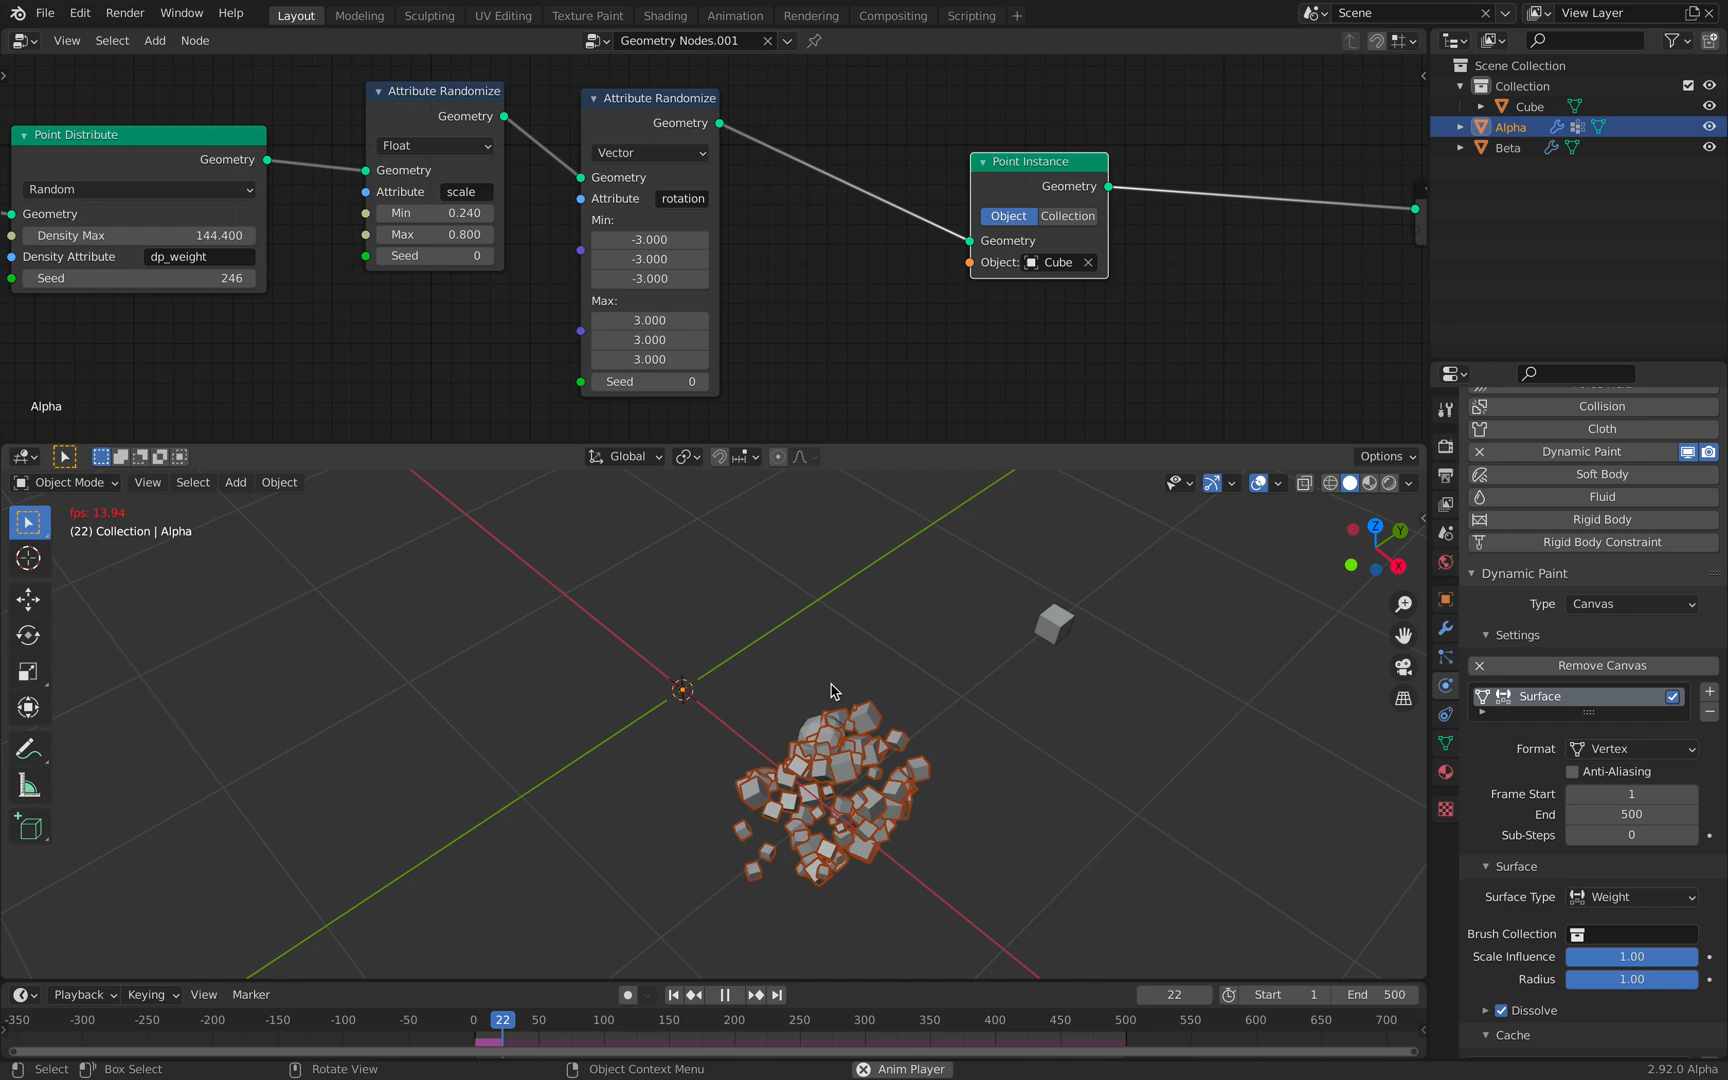 File Edit Render Window Help Layout Modeling Sculpting UV Editing Texture Paint Shading Animation Rendering Compositing Scripting + Scene View Layer
View Select Add Node Geometry Nodes.001
Scene Collection
Collection
Cube
Alpha
Beta
Point Distribute
Geometry
Random
Geometry
Density Max 144.400
Density Attribute dp_weight
Seed 246
Attribute Randomize
Geometry
Float
Geometry
Attribute scale
Min 0.240
Max 0.800
Seed 0
Attribute Randomize
Geometry
Vector
Geometry
Attribute rotation
Min:
-3.000
-3.000
-3.000
Max:
3.000
3.000
3.000
Seed 0
Point Instance
Geometry
Object Collection
Geometry
Object: Cube
Alpha
Global Options
Object Mode View Select Add Object
fps: 13.94
(22) Collection | Alpha
Z
Y
X
Collision
Cloth
Dynamic Paint
Soft Body
Fluid
Rigid Body
Rigid Body Constraint
Dynamic Paint
Type Canvas
Settings
Remove Canvas
Surface
Format Vertex
Anti-Aliasing
Frame Start 1
End 500
Sub-Steps 0
Surface
Surface Type Weight
Brush Collection
Scale Influence 1.00
Radius 1.00
Dissolve
Cache
Playback Keying View Marker 22 Start 1 End 500
-350 -300 -250 -200 -150 -100 -50 0 22 50 100 150 200 250 300 350 400 450 500 550 600 650 700
Select Box Select Rotate View Object Context Menu Anim Player 2.92.0 Alpha